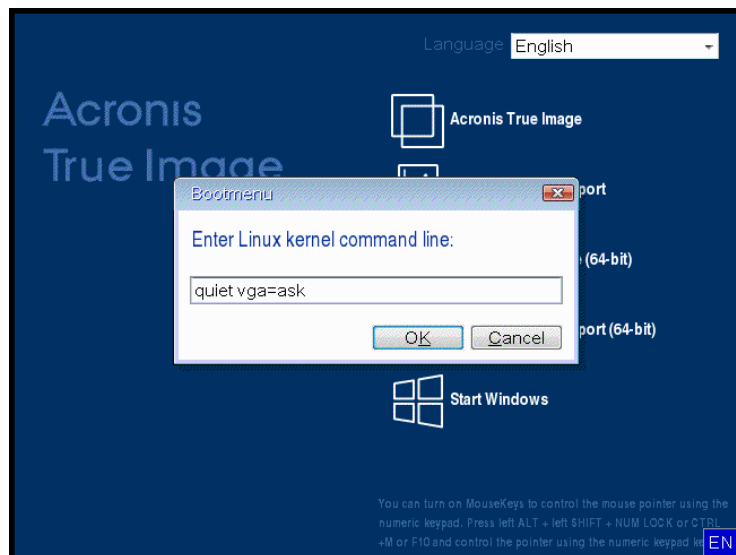 Language English
Acronis
True Image
Acronis True Image
port
(64-bit)
port (64-bit)
Start Windows
Bootmenu
Enter Linux kernel command line:
quiet vga=ask
OK Cancel
You can turn on MouseKeys to control the mouse pointer using the
numeric keypad. Press left ALT + left SHIFT + NUM LOCK or CTRL
+M or F10 and control the pointer using the numeric keypad
EN